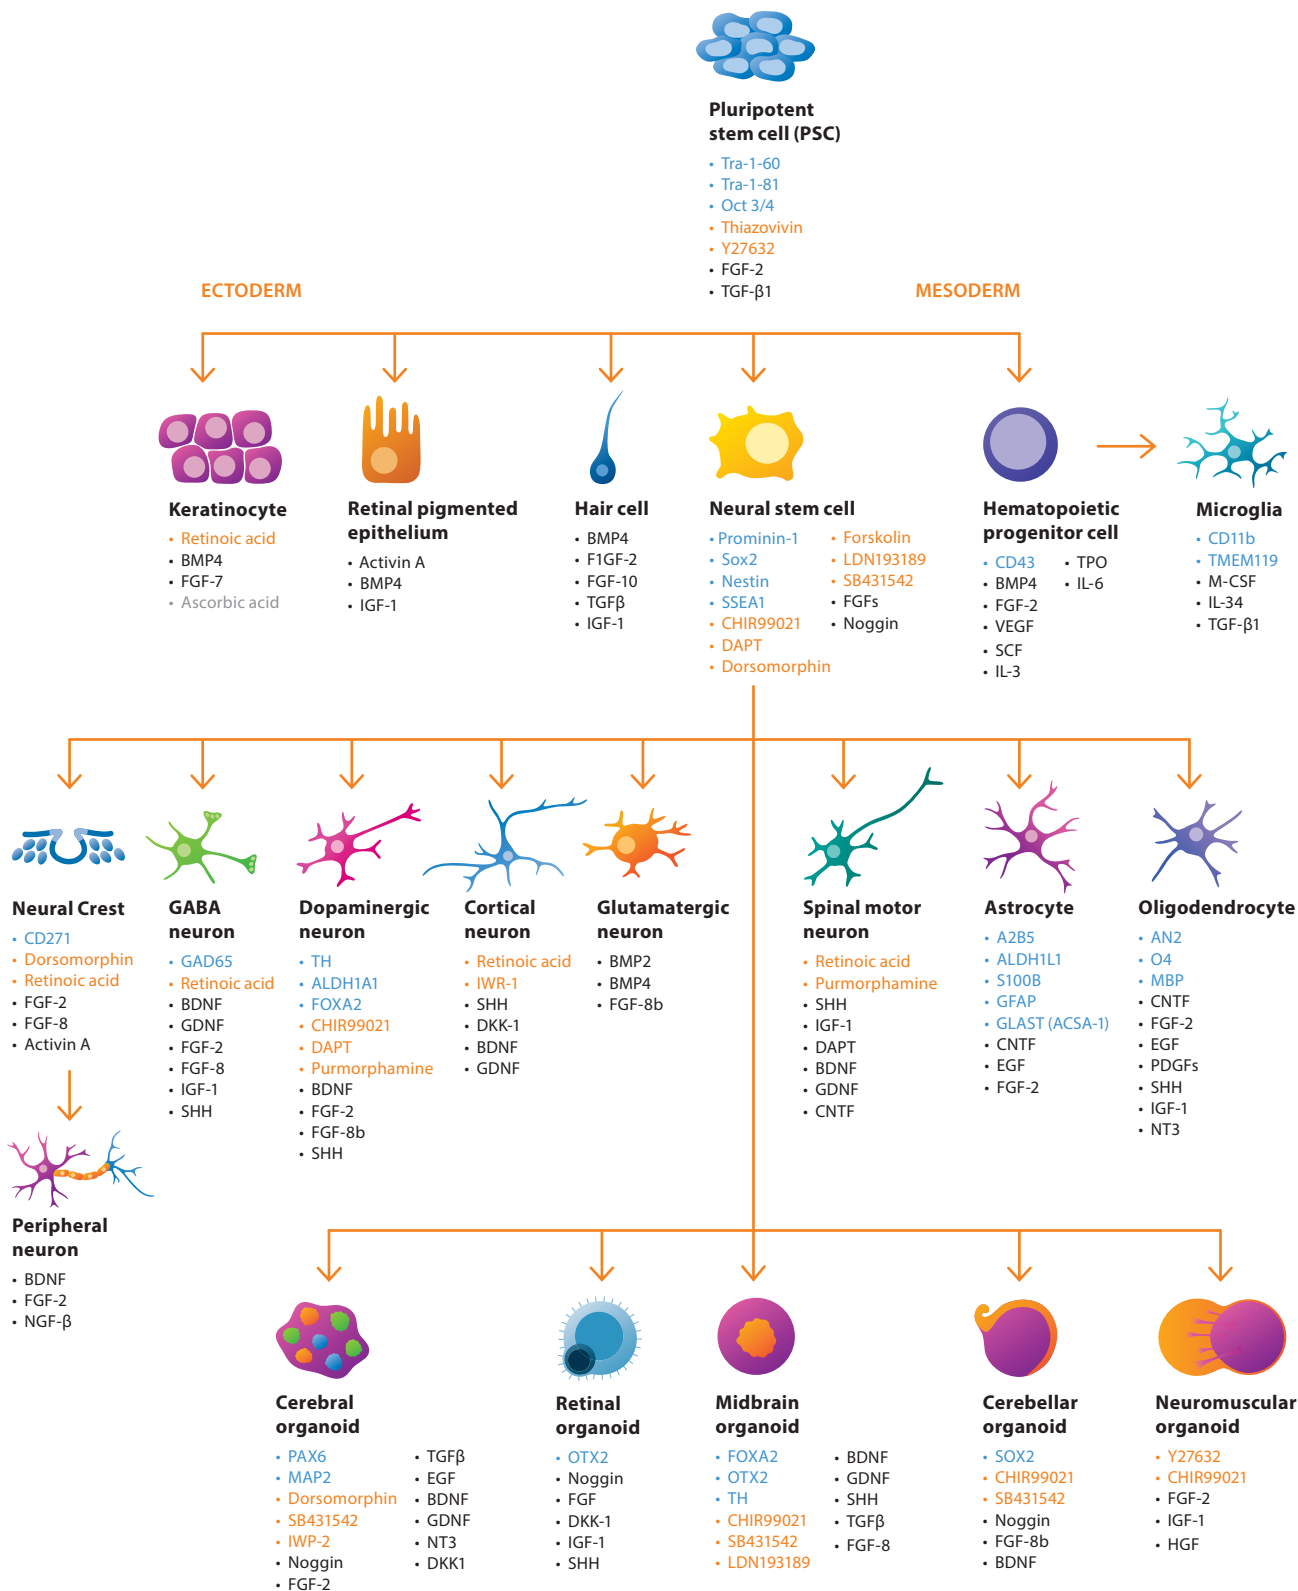 Pluripotent
stem cell (PSC)
• Tra-1-60
• Tra-1-81
• Oct 3/4
• Thiazovivin
• Y27632
• FGF-2
• TGF-β1
ECTODERM
MESODERM
Keratinocyte
• Retinoic acid
• BMP4
• FGF-7
• Ascorbic acid
Retinal pigmented
epithelium
• Activin A
• BMP4
• IGF-1
Hair cell
• BMP4
• F1GF-2
• FGF-10
• TGFβ
• IGF-1
Neural stem cell
• Prominin-1
• Sox2
• Nestin
• SSEA1
• CHIR99021
• DAPT
• Dorsomorphin
• Forskolin
• LDN193189
• SB431542
• FGFs
• Noggin
Hematopoietic
progenitor cell
• CD43
• BMP4
• FGF-2
• VEGF
• SCF
• IL-3
• TPO
• IL-6
Microglia
• CD11b
• TMEM119
• M-CSF
• IL-34
• TGF-β1
Neural Crest
• CD271
• Dorsomorphin
• Retinoic acid
• FGF-2
• FGF-8
• Activin A
GABA
neuron
• GAD65
• Retinoic acid
• BDNF
• GDNF
• FGF-2
• FGF-8
• IGF-1
• SHH
Dopaminergic
neuron
• TH
• ALDH1A1
• FOXA2
• CHIR99021
• DAPT
• Purmorphamine
• BDNF
• FGF-2
• FGF-8b
• SHH
Cortical
neuron
• Retinoic acid
• IWR-1
• SHH
• DKK-1
• BDNF
• GDNF
Glutamatergic
neuron
• BMP2
• BMP4
• FGF-8b
Spinal motor
neuron
• Retinoic acid
• Purmorphamine
• SHH
• IGF-1
• DAPT
• BDNF
• GDNF
• CNTF
Astrocyte
• A2B5
• ALDH1L1
• S100B
• GFAP
• GLAST (ACSA-1)
• CNTF
• EGF
• FGF-2
Oligodendrocyte
• AN2
• O4
• MBP
• CNTF
• FGF-2
• EGF
• PDGFs
• SHH
• IGF-1
• NT3
Peripheral
neuron
• BDNF
• FGF-2
• NGF-β
Cerebral
organoid
• PAX6
• MAP2
• Dorsomorphin
• SB431542
• IWP-2
• Noggin
• FGF-2
• TGFβ
• EGF
• BDNF
• GDNF
• NT3
• DKK1
Retinal
organoid
• OTX2
• Noggin
• FGF
• DKK-1
• IGF-1
• SHH
Midbrain
organoid
• FOXA2
• OTX2
• TH
• CHIR99021
• SB431542
• LDN193189
• BDNF
• GDNF
• SHH
• TGFβ
• FGF-8
Cerebellar
organoid
• SOX2
• CHIR99021
• SB431542
• Noggin
• FGF-8b
• BDNF
Neuromuscular
organoid
• Y27632
• CHIR99021
• FGF-2
• IGF-1
• HGF